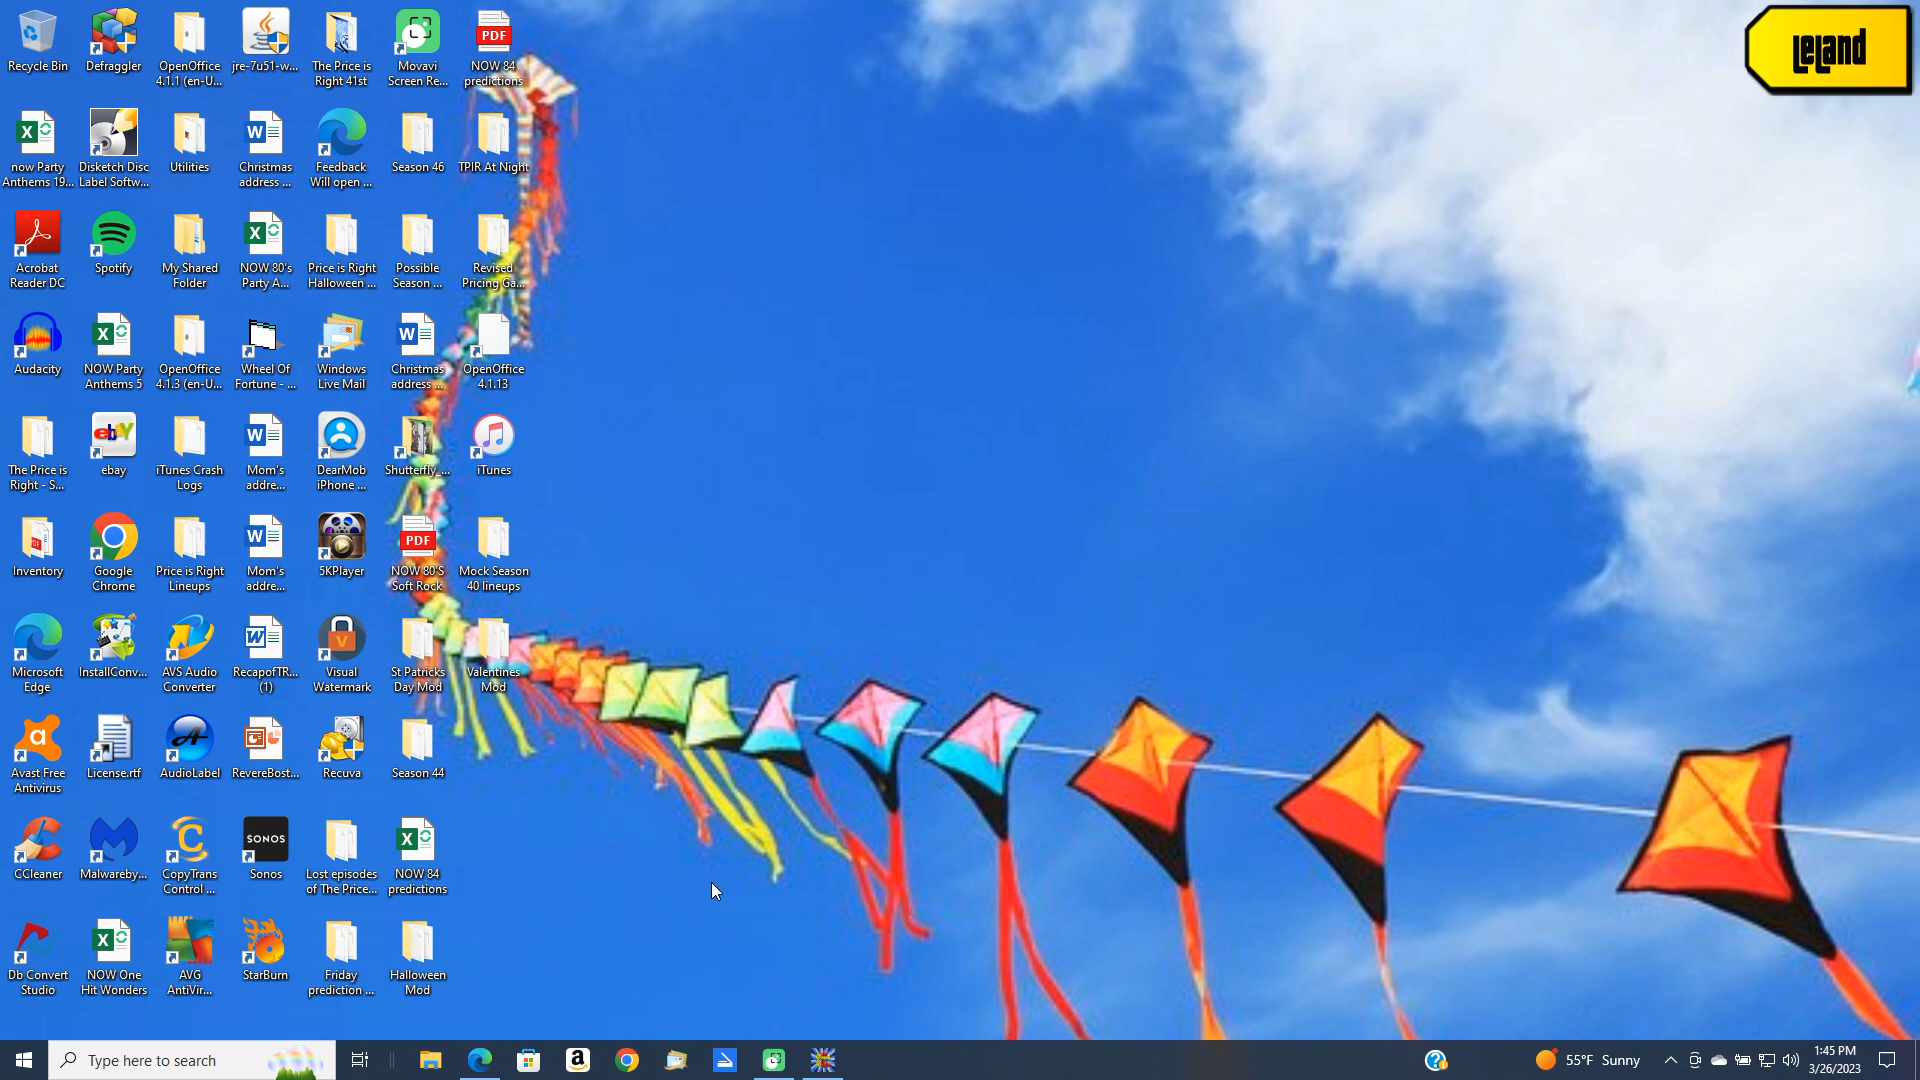 Leland
Recycle Bin
Defraggler
OpenOffice
4.1.1 (en-U...
jre-7u51-w...
The Price is
Right 41st
Movavi
Screen Re...
PDF
NOW 84
predictions
now Party
Anthems 19...
Disketch Disc
Label Softw...
Utilities
Christmas
address ...
Feedback
Will open ...
Season 46
TPIR At Night
Acrobat
Reader DC
Spotify
My Shared
Folder
NOW 80's
Party A...
Price is Right
Halloween ...
Possible
Season ...
Revised
Pricing Ga...
Audacity
NOW Party
Anthems 5
OpenOffice
4.1.3 (en-U...
Wheel Of
Fortune - ...
Windows
Live Mail
Christmas
address ...
OpenOffice
4.1.13
The Price is
Right - S...
ebay
ebay
iTunes Crash
Logs
Mom's
addre...
DearMob
iPhone ...
Shutterfly_...
iTunes
Inventory
Google
Chrome
Price is Right
Lineups
Mom's
addre...
5KPlayer
PDF
NOW 80'S
Soft Rock
Mock Season
40 lineups
Microsoft
Edge
InstallConv...
AVS Audio
Converter
RecapofTR...
(1)
Visual
Watermark
St Patricks
Day Mod
Valentines
Mod
Avast Free
Antivirus
License.rtf
AudioLabel
RevereBost...
Recuva
Season 44
CCleaner
Malwareby...
CopyTrans
Control ...
SONOS
Sonos
Lost episodes
of The Price...
NOW 84
predictions
Db Convert
Studio
NOW One
Hit Wonders
AVG
AntiVir...
StarBurn
Friday
prediction ...
Halloween
Mod
Type here to search
55°F Sunny
1:45 PM
3/26/2023